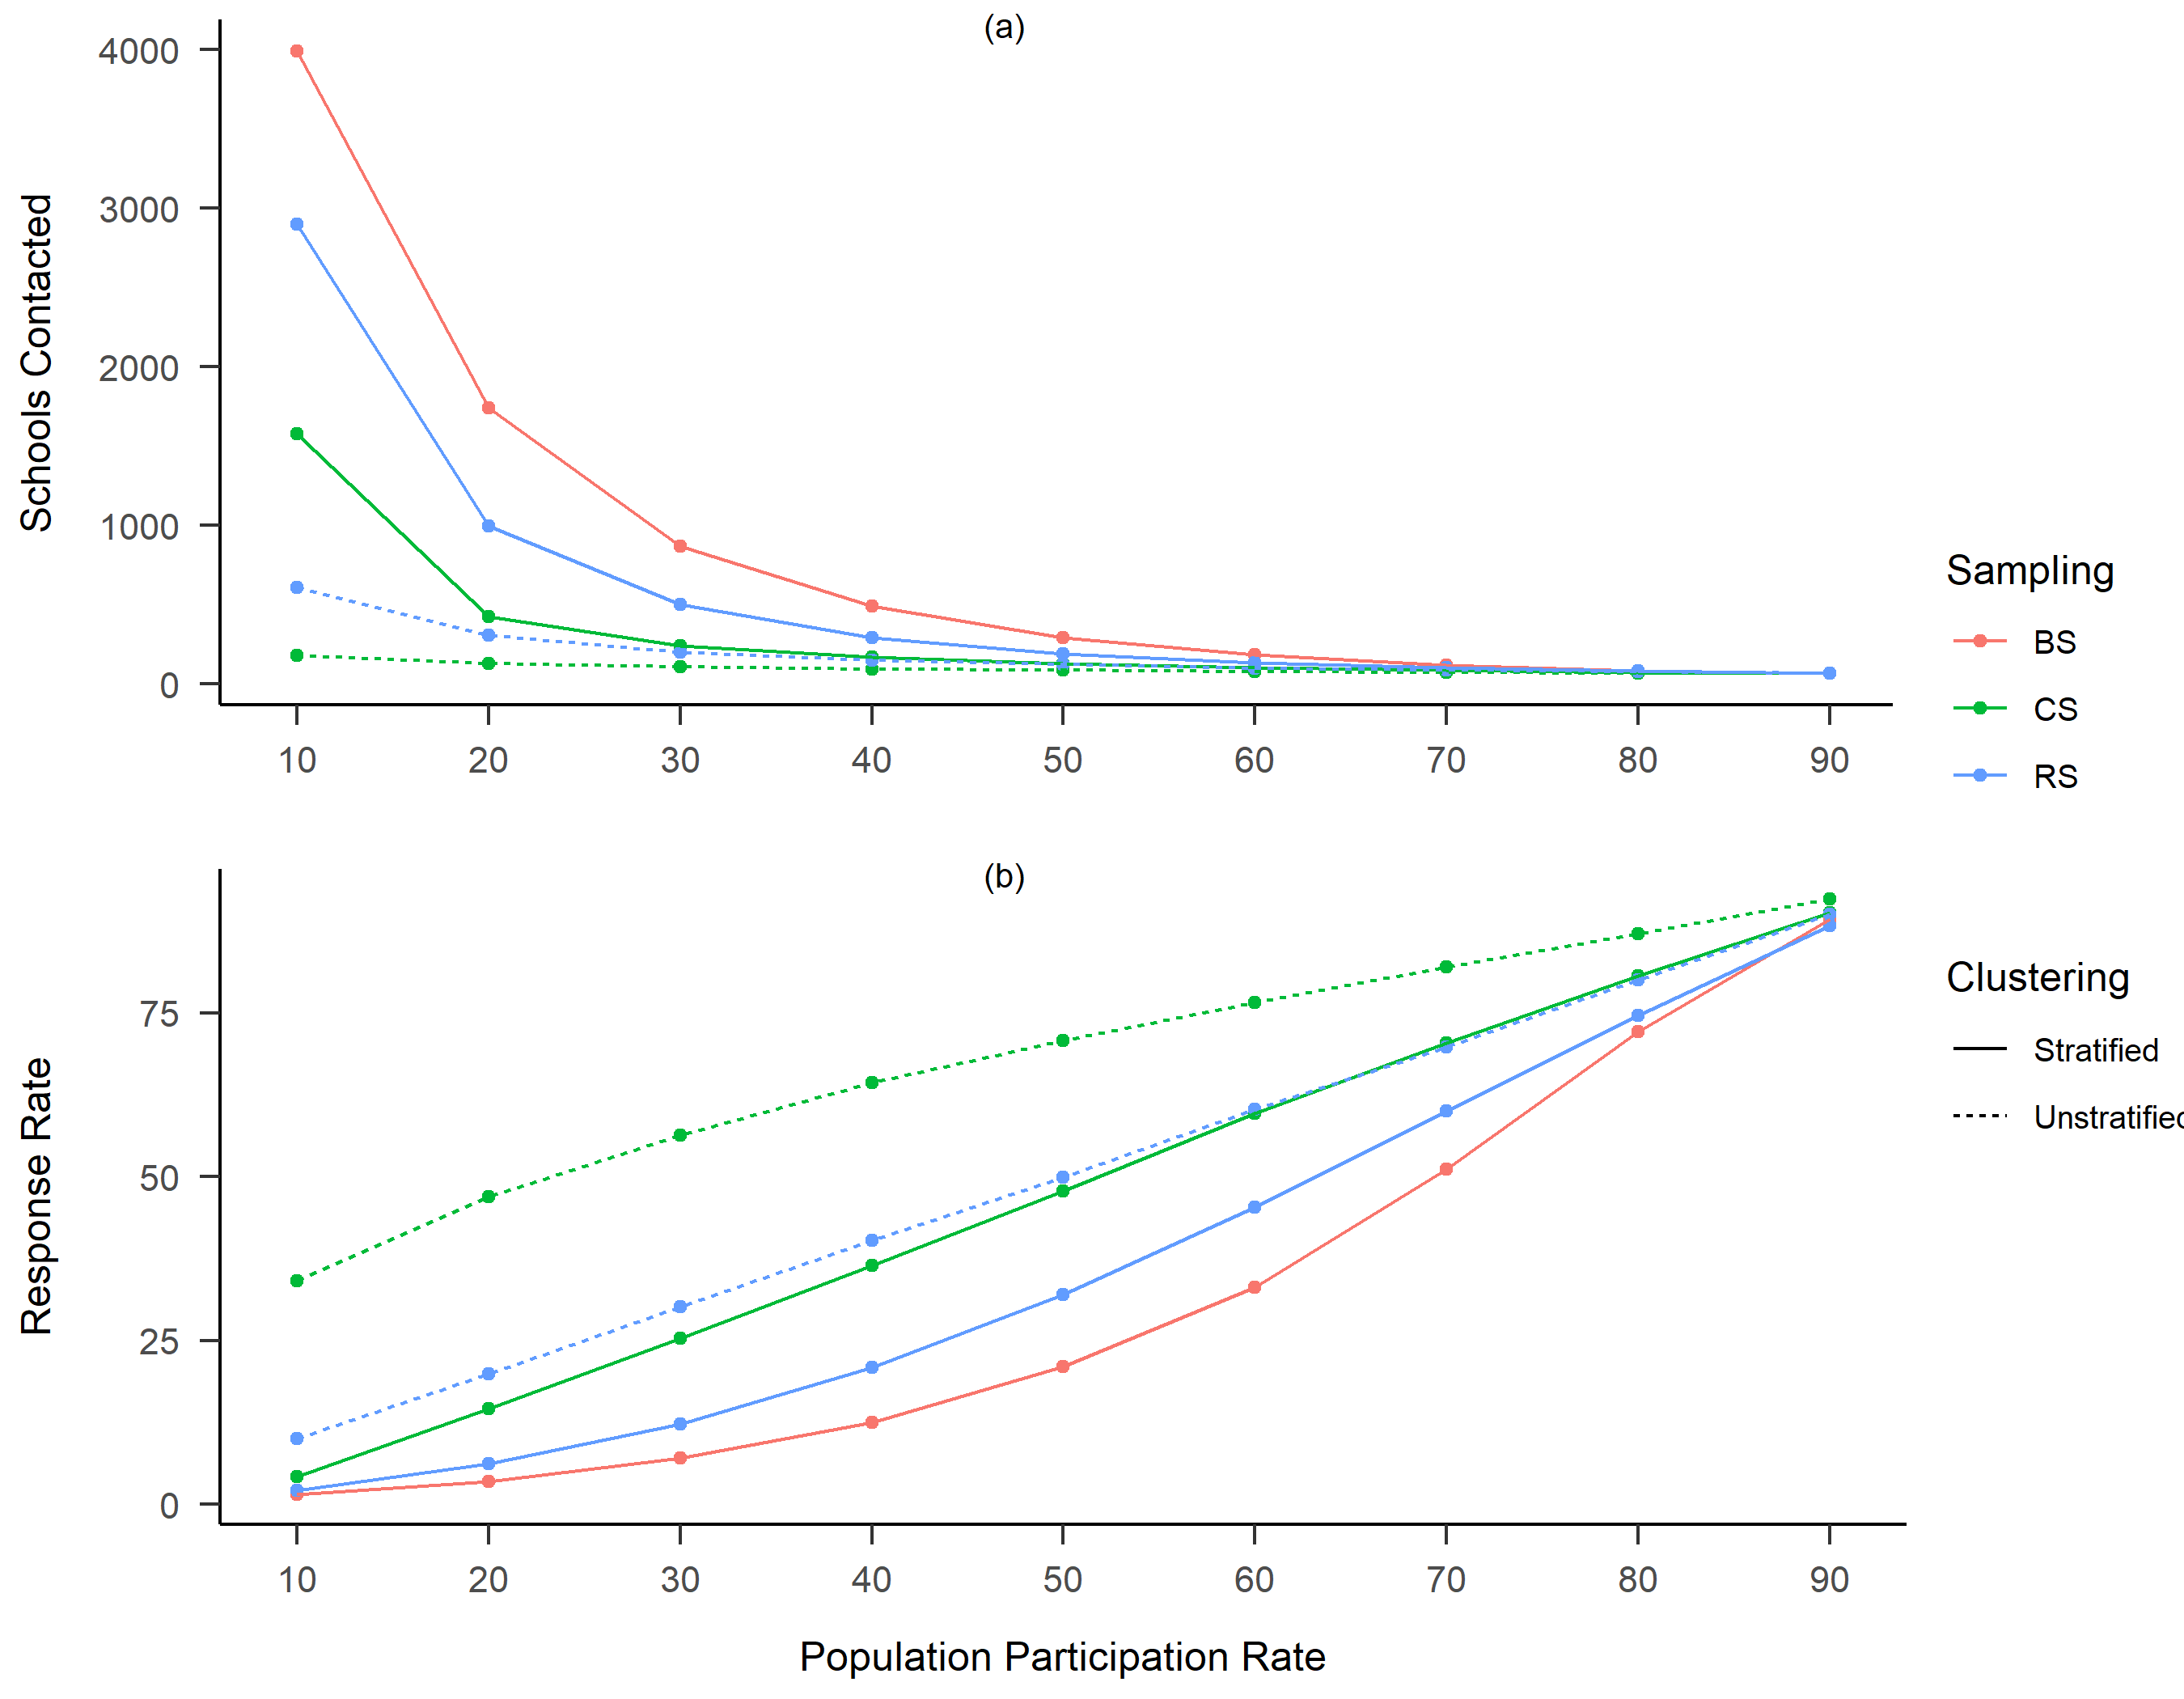 (a)
4000
3000
2000
1000
0
Schools Contacted
10 20 30 40 50 60 70 80 90
Sampling
BS
CS
RS
(b)
75
50
25
0
Response Rate
10 20 30 40 50 60 70 80 90
Population Participation Rate
Clustering
Stratified
Unstratified